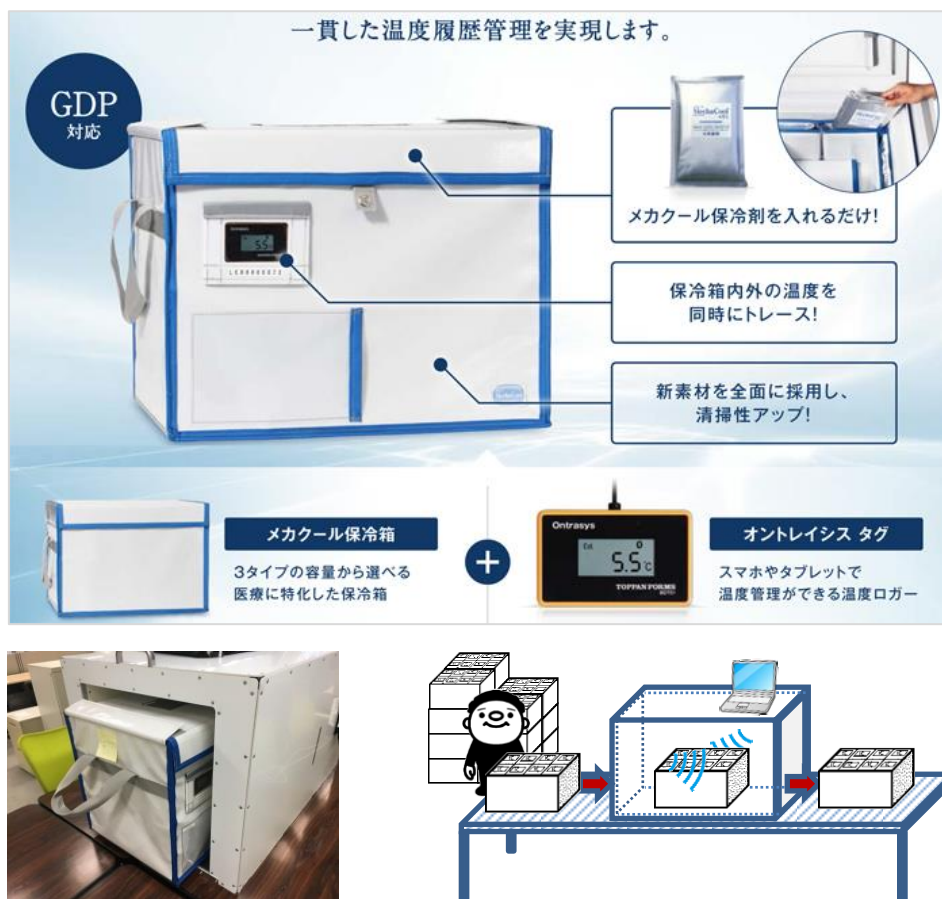 一貫した温度履歴管理を実現します。
GDP
対応
メカクール保冷剤を入れるだけ!
Ontrasys
5.5
保冷箱内外の温度を
同時にトレース!
新素材を全面に採用し、
清掃性アップ!
メカクール保冷箱
3タイプの容量から選べる
医療に特化した保冷箱
+
Ontrasys
Ext
0
5.5℃
TOPPAN FORMS
オントレイシス タグ
スマホやタブレットで
温度管理ができる温度ロガー